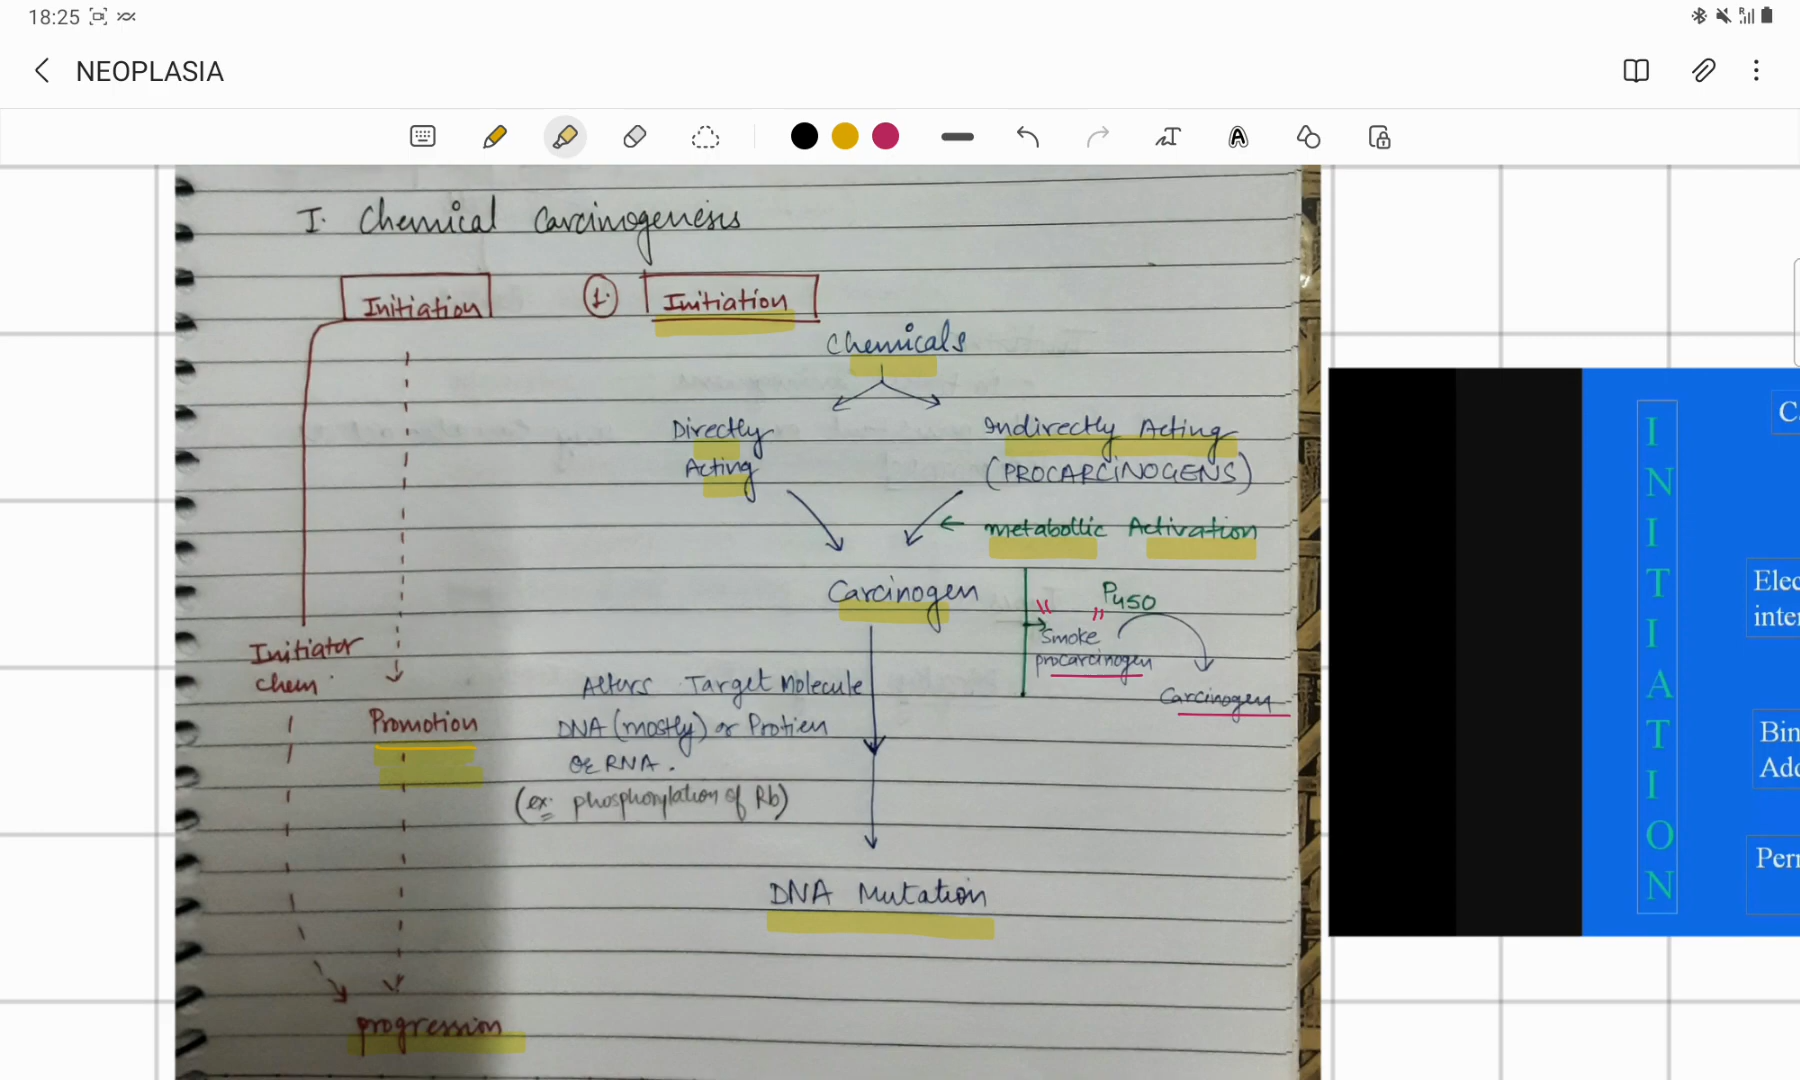 18:25
NEOPLASIA
I. Chemical Carcinogenesis
Initiation
1.
Initiation
Chemicals
Directly
Acting
Indirectly Acting
(PROCARCINOGENS)
← metabollic Activation
Carcinogen
"Smoke"
procarcinogen
P450
Carcinogen
Initiator
chem.
Promotion
Alters Target Molecule
DNA (mostly) or Protien
or RNA.
(ex: phosphorylation of Rb)
DNA Mutation
progression
INITIATION
C
Elec
inter
Bin
Add
Perr